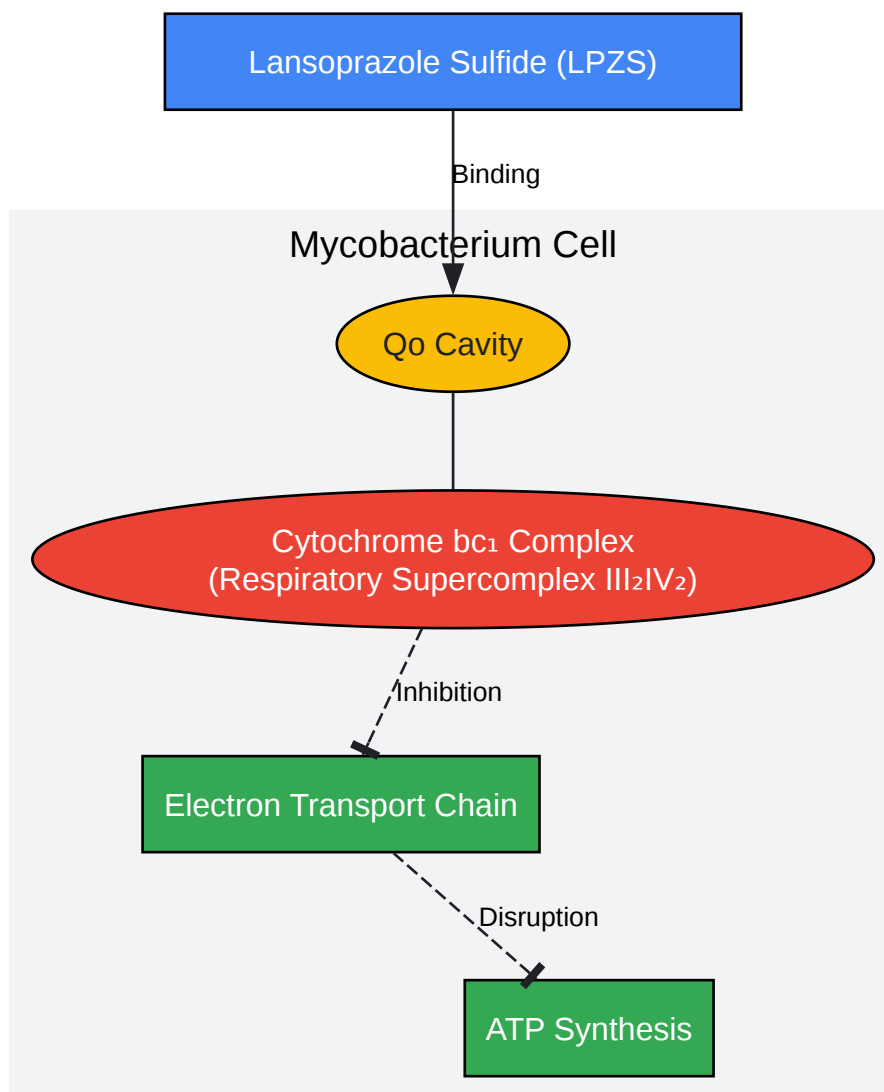 Lansoprazole Sulfide (LPZS)
Binding
Mycobacterium Cell
Qo Cavity
Cytochrome bc₁ Complex
(Respiratory Supercomplex III₂IV₂)
Inhibition
Electron Transport Chain
Disruption
ATP Synthesis